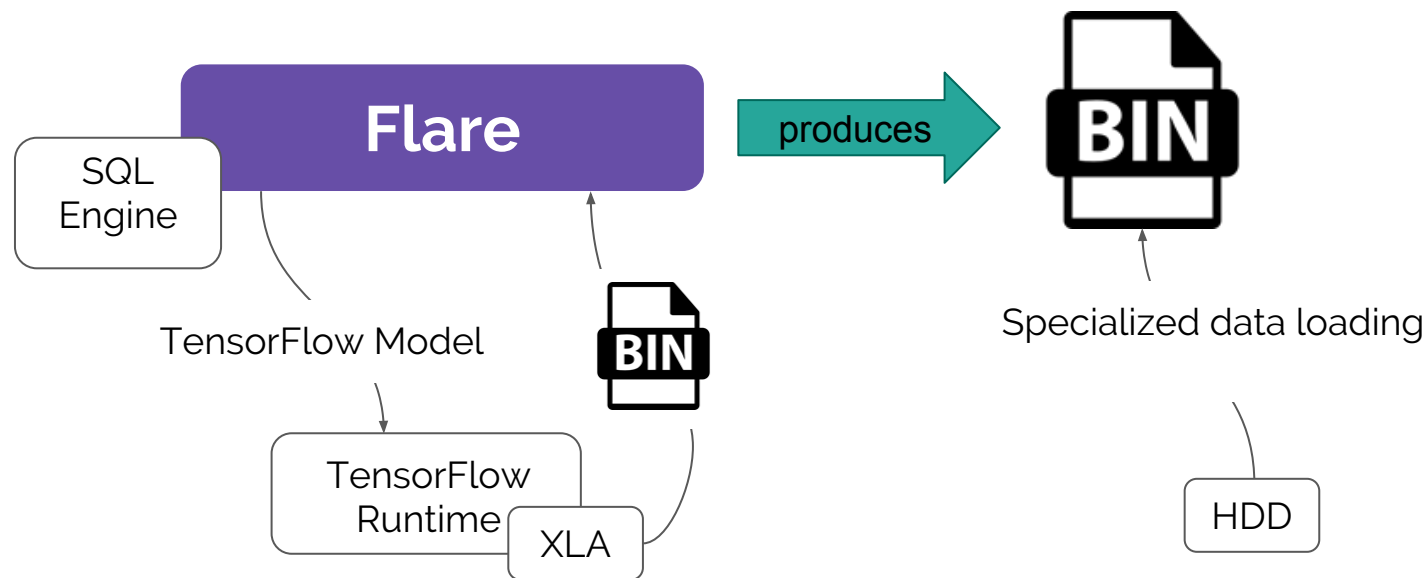 Flare
produces
BIN
SQL
Engine
TensorFlow Model
BIN
Specialized data loading
TensorFlow
Runtime
XLA
HDD